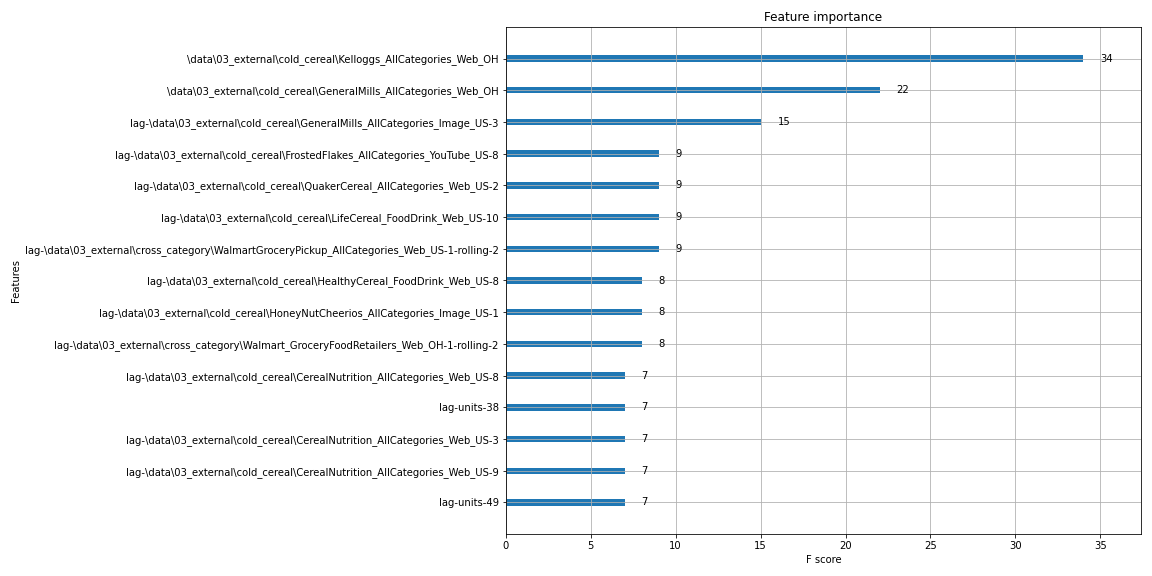 Feature importance
\data\03_external\cold_cereal\Kelloggs_AllCategories_Web_OH 34
\data\03_external\cold_cereal\GeneralMills_AllCategories_Web_OH 22
lag-\data\03_external\cold_cereal\GeneralMills_AllCategories_Image_US-3 15
lag-\data\03_external\cold_cereal\FrostedFlakes_AllCategories_YouTube_US-8 9
lag-\data\03_external\cold_cereal\QuakerCereal_AllCategories_Web_US-2 9
lag-\data\03_external\cold_cereal\LifeCereal_FoodDrink_Web_US-10 9
lag-\data\03_external\cross_category\WalmartGroceryPickup_AllCategories_Web_US-1-rolling-2 9
lag-\data\03_external\cold_cereal\HealthyCereal_FoodDrink_Web_US-8 8
lag-\data\03_external\cold_cereal\HoneyNutCheerios_AllCategories_Image_US-1 8
lag-\data\03_external\cross_category\Walmart_GroceryFoodRetailers_Web_OH-1-rolling-2 8
lag-\data\03_external\cold_cereal\CerealNutrition_AllCategories_Web_US-8 7
lag-units-38 7
lag-\data\03_external\cold_cereal\CerealNutrition_AllCategories_Web_US-3 7
lag-\data\03_external\cold_cereal\CerealNutrition_AllCategories_Web_US-9 7
lag-units-49 7
Features
0 5 10 15 20 25 30 35
F score